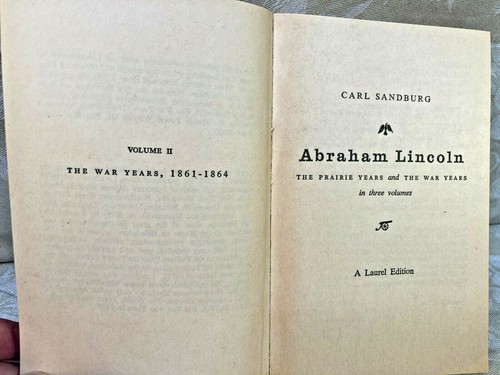 VOLUME II
THE WAR YEARS, 1861-1864
CARL SANDBURG
Abraham Lincoln
THE PRAIRIE YEARS and THE WAR YEARS
in three volumes
A Laurel Edition